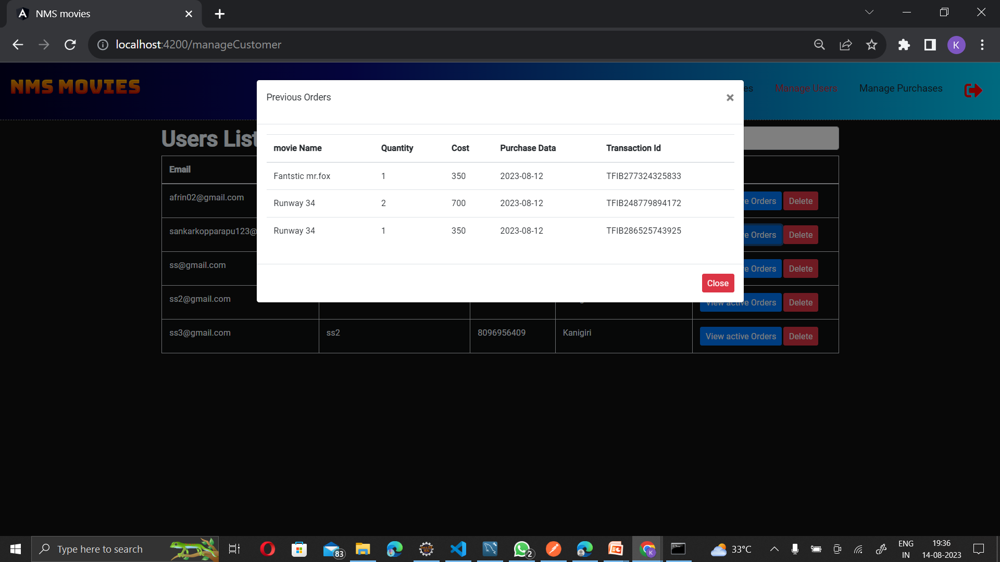 NMS movies
localhost:4200/manageCustomer
K
NMS MOVIES
es Manage Users Manage Purchases
Previous Orders ×
Users List
movie Name Quantity Cost Purchase Data Transaction Id
Fantstic mr.fox 1 350 2023-08-12 TFIB277324325833
Runway 34 2 700 2023-08-12 TFIB248779894172
Runway 34 1 350 2023-08-12 TFIB286525743925
Close
Email
afrin02@gmail.com e Orders Delete
sankarkopparapu123@ e Orders Delete
ss@gmail.com e Orders Delete
ss2@gmail.com View active Orders Delete
ss3@gmail.com ss2 8096956409 Kanigiri View active Orders Delete
Type here to search
83
2
K
33°C
ENG
IN
19:36
14-08-2023